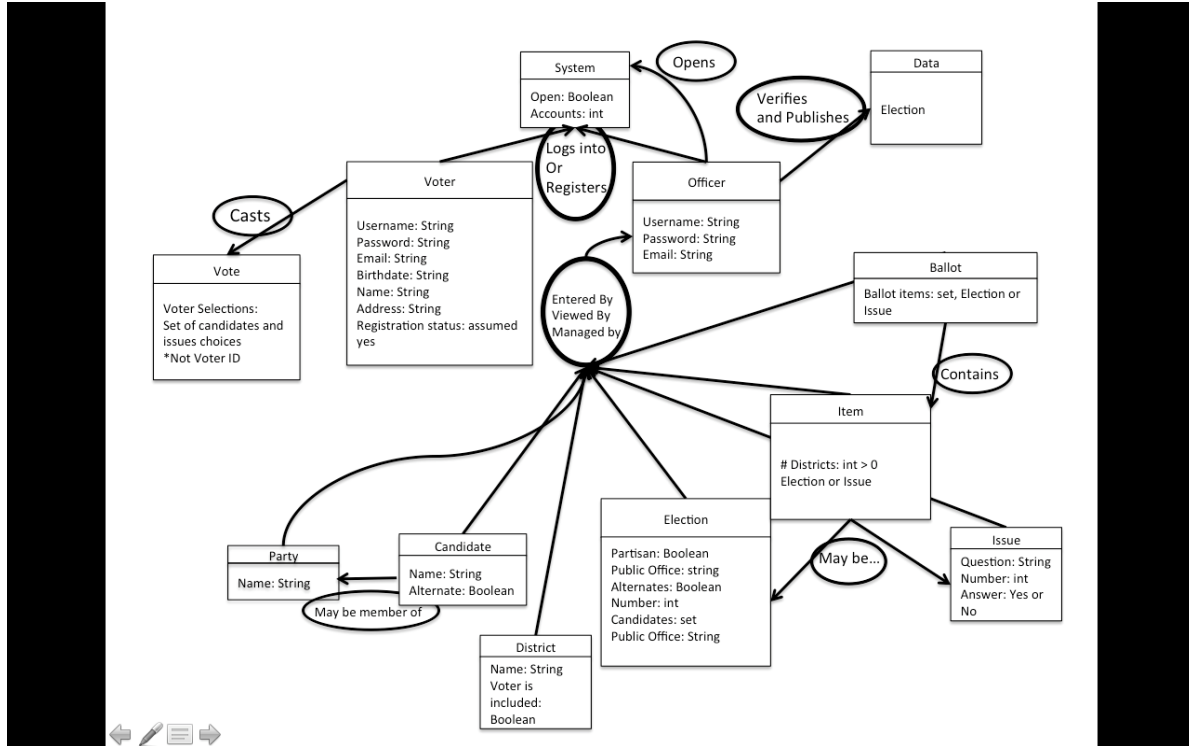 System
Open: Boolean
Accounts: int
Opens
Data
Election
Verifies
and Publishes
Logs into
Or
Registers
Voter
Username: String
Password: String
Email: String
Birthdate: String
Name: String
Address: String
Registration status: assumed
yes
Officer
Username: String
Password: String
Email: String
Casts
Vote
Voter Selections:
Set of candidates and
issues choices
*Not Voter ID
Entered By
Viewed By
Managed by
Ballot
Ballot items: set, Election or
Issue
Contains
Item
# Districts: int > 0
Election or Issue
Election
Partisan: Boolean
Public Office: string
Alternates: Boolean
Number: int
Candidates: set
Public Office: String
May be...
Issue
Question: String
Number: int
Answer: Yes or
No
Party
Name: String
Candidate
Name: String
Alternate: Boolean
May be member of
District
Name: String
Voter is
included:
Boolean